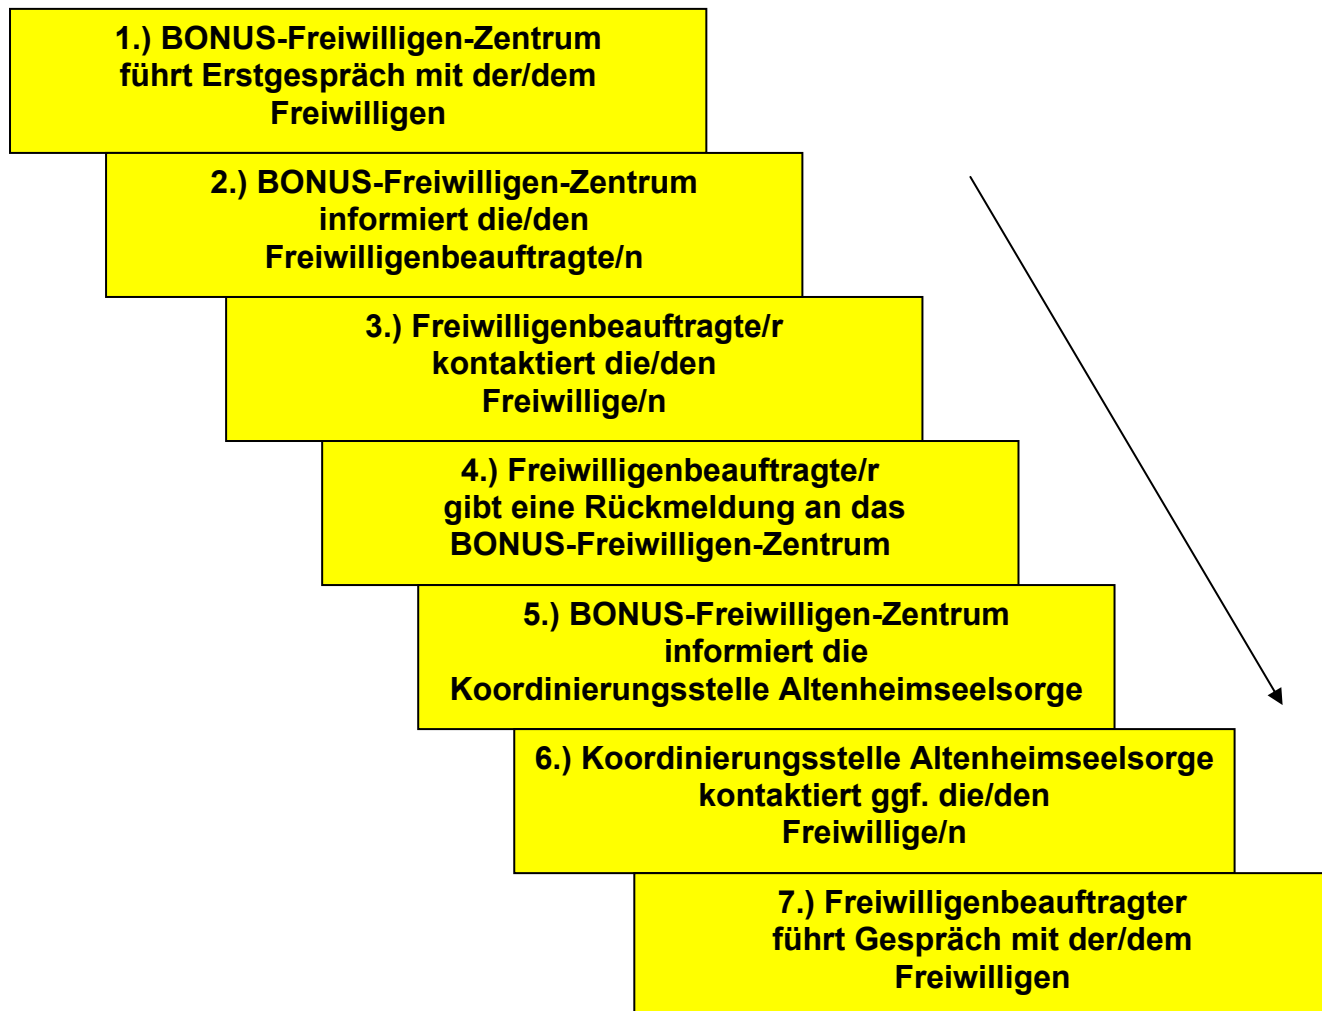 1.) BONUS-Freiwilligen-Zentrum
führt Erstgespräch mit der/dem
Freiwilligen
2.) BONUS-Freiwilligen-Zentrum
informiert die/den
Freiwilligenbeauftragte/n
3.) Freiwilligenbeauftragte/r
kontaktiert die/den
Freiwillige/n
4.) Freiwilligenbeauftragte/r
gibt eine Rückmeldung an das
BONUS-Freiwilligen-Zentrum
5.) BONUS-Freiwilligen-Zentrum
informiert die
Koordinierungsstelle Altenheimseelsorge
6.) Koordinierungsstelle Altenheimseelsorge
kontaktiert ggf. die/den
Freiwillige/n
7.) Freiwilligenbeauftragter
führt Gespräch mit der/dem
Freiwilligen